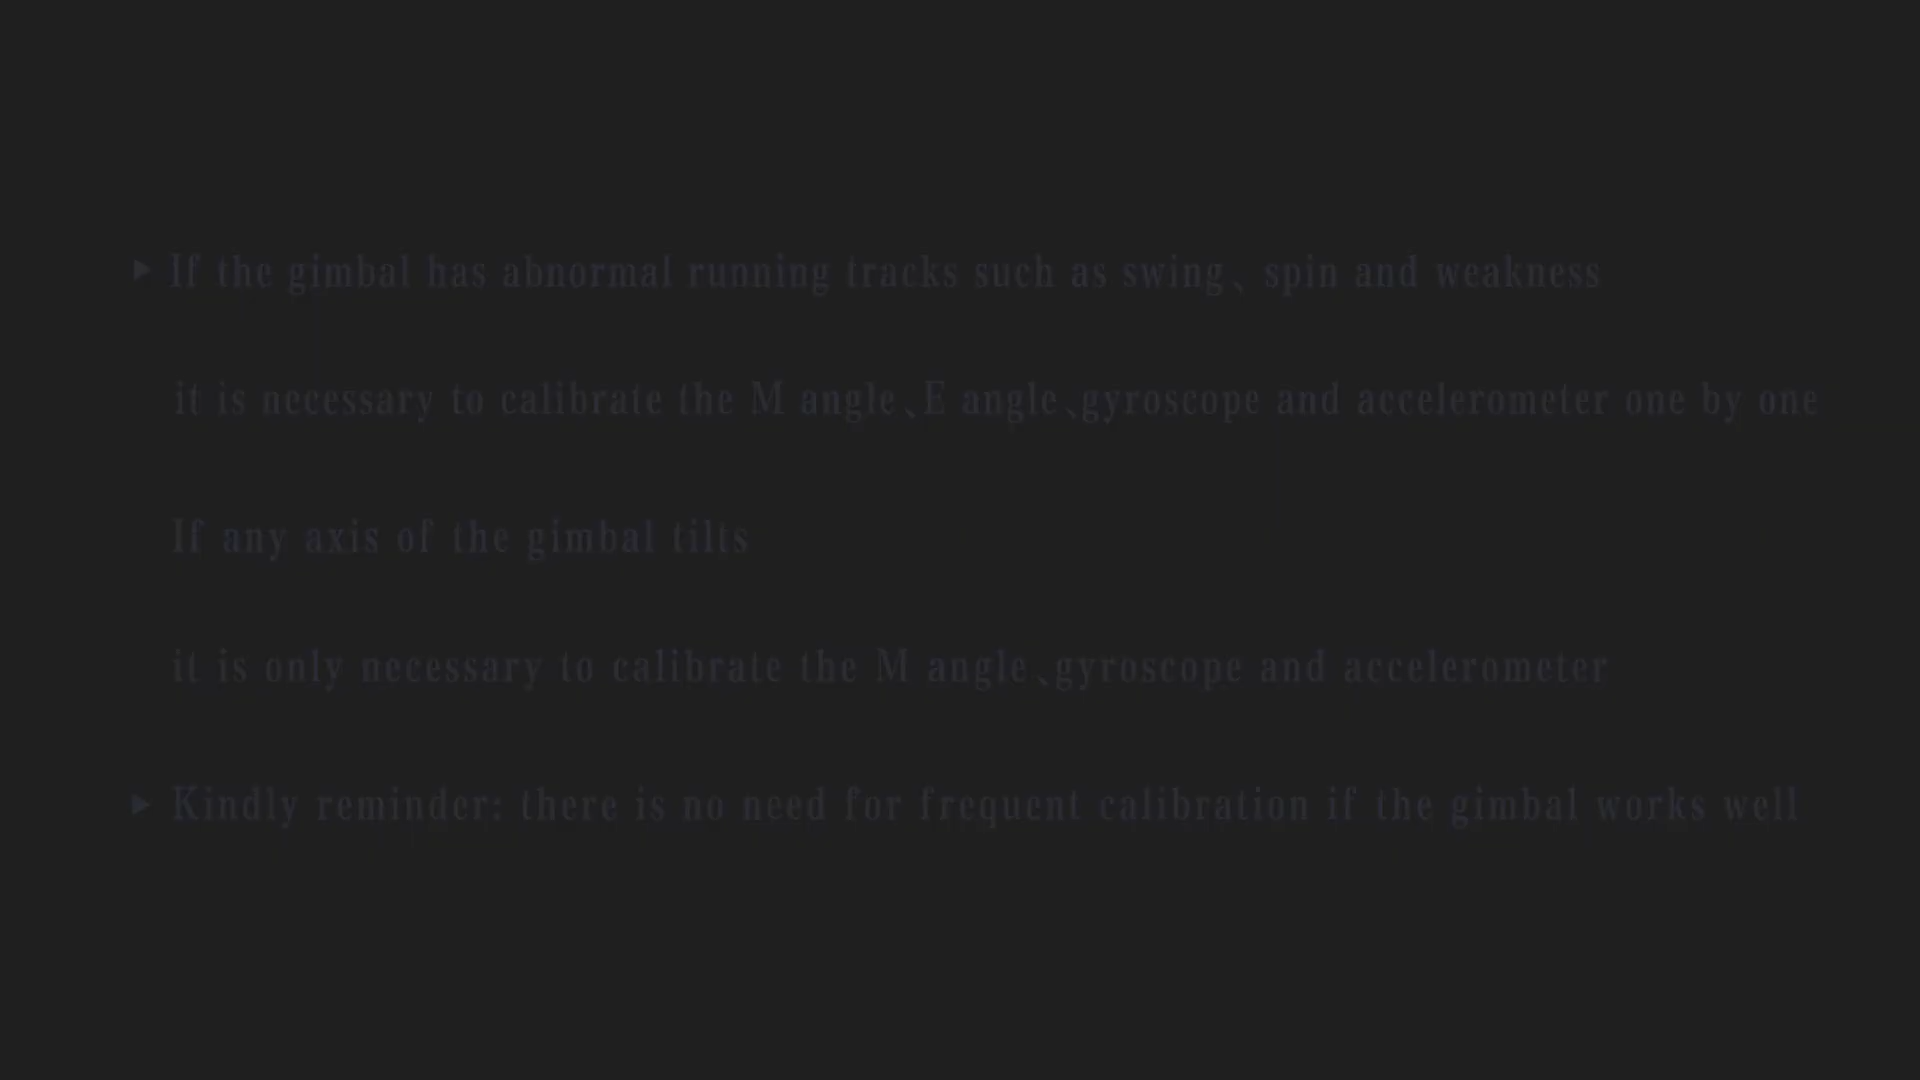 ▶ If the gimbal has abnormal running tracks such as swing、spin and weakness
it is necessary to calibrate the M angle、E angle、gyroscope and accelerometer one by one
If any axis of the gimbal tilts
it is only necessary to calibrate the M angle、gyroscope and accelerometer
▶ Kindly reminder: there is no need for frequent calibration if the gimbal works well